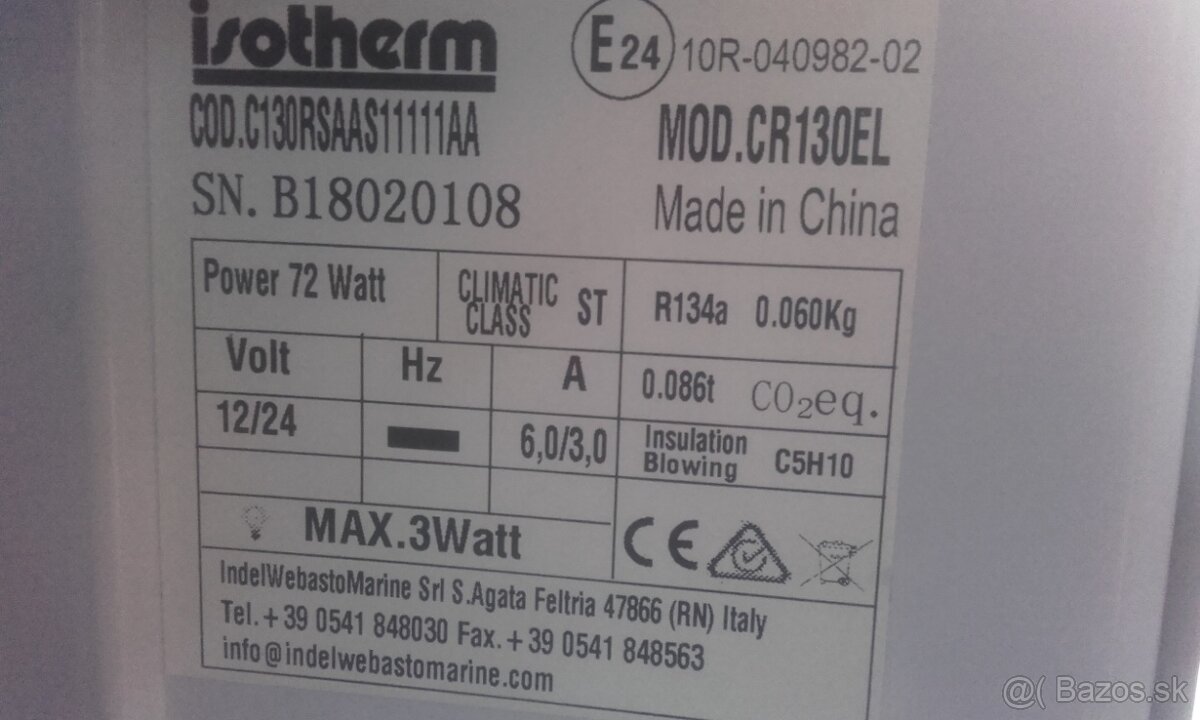 isotherm
E24 10R-040982-02
COD.C130RSAAS11111AA
MOD.CR130EL
SN. B18020108
Made in China
Power 72 Watt
CLIMATIC CLASS ST
R134a 0.060Kg
Volt Hz A
0.086t CO₂eq.
12/24 6,0/3,0
Insulation Blowing C5H10
MAX.3Watt
CE
IndelWebastoMarine Srl S.Agata Feltria 47866 (RN) Italy
Tel.+39 0541 848030 Fax.+39 0541 848563
info@indelwebastomarine.com
@( Bazos.sk